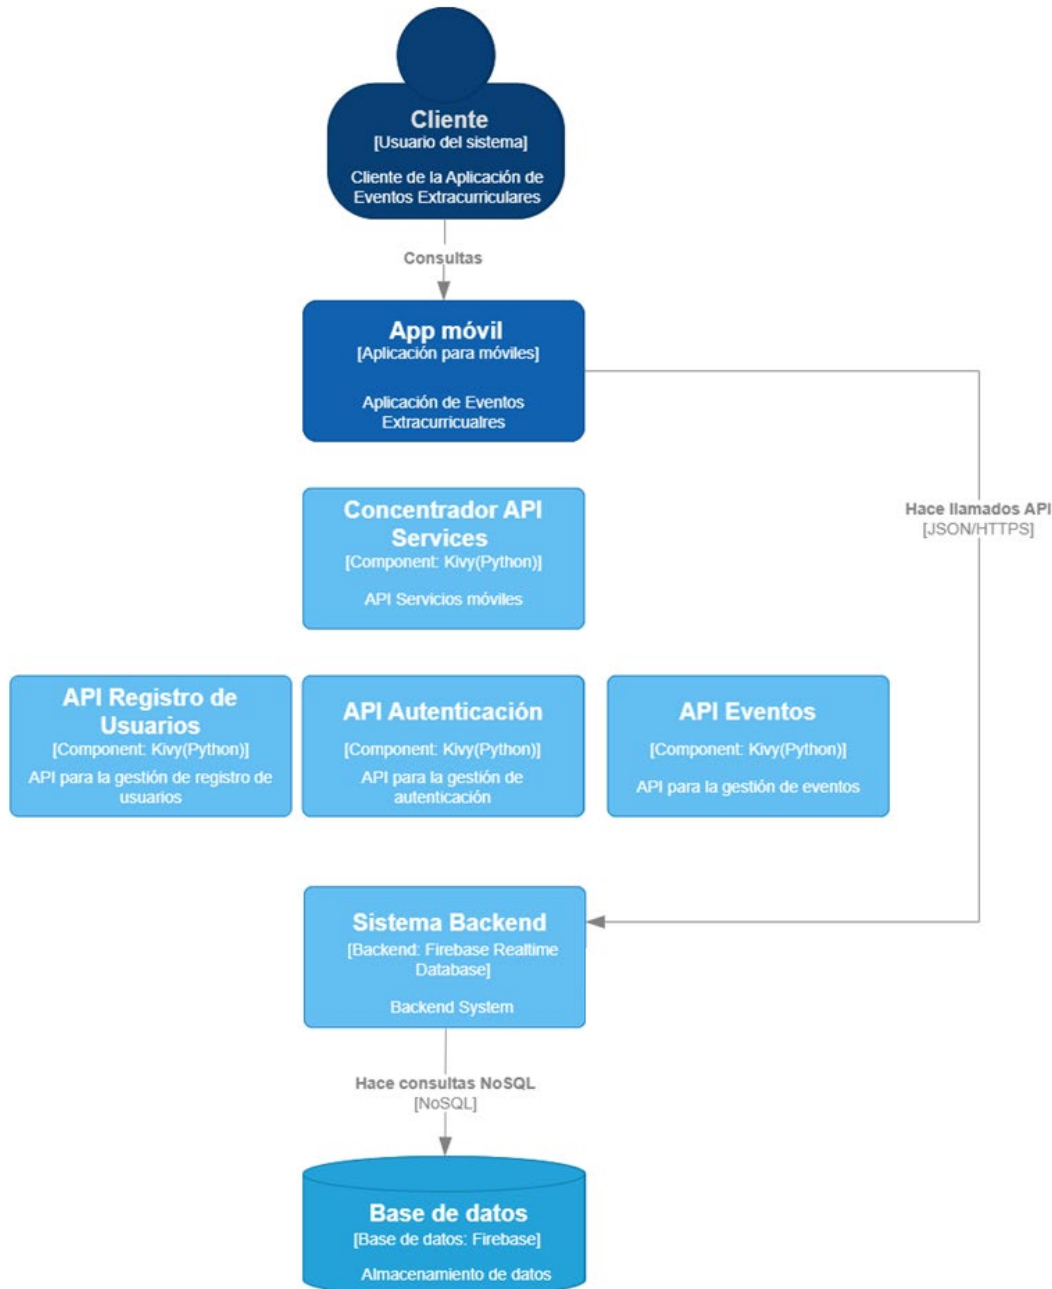 Cliente
[Usuario del sistema]
Cliente de la Aplicación de
Eventos Extracurriculares
Consultas
App móvil
[Aplicación para móviles]
Aplicación de Eventos
Extracurricualres
Hace llamados API
[JSON/HTTPS]
Concentrador API
Services
[Component: Kivy(Python)]
API Servicios móviles
API Registro de
Usuarios
[Component: Kivy(Python)]
API para la gestión de registro de
usuarios
API Autenticación
[Component: Kivy(Python)]
API para la gestión de
autenticación
API Eventos
[Component: Kivy(Python)]
API para la gestión de eventos
Sistema Backend
[Backend: Firebase Realtime
Database]
Backend System
Hace consultas NoSQL
[NoSQL]
Base de datos
[Base de datos: Firebase]
Almacenamiento de datos